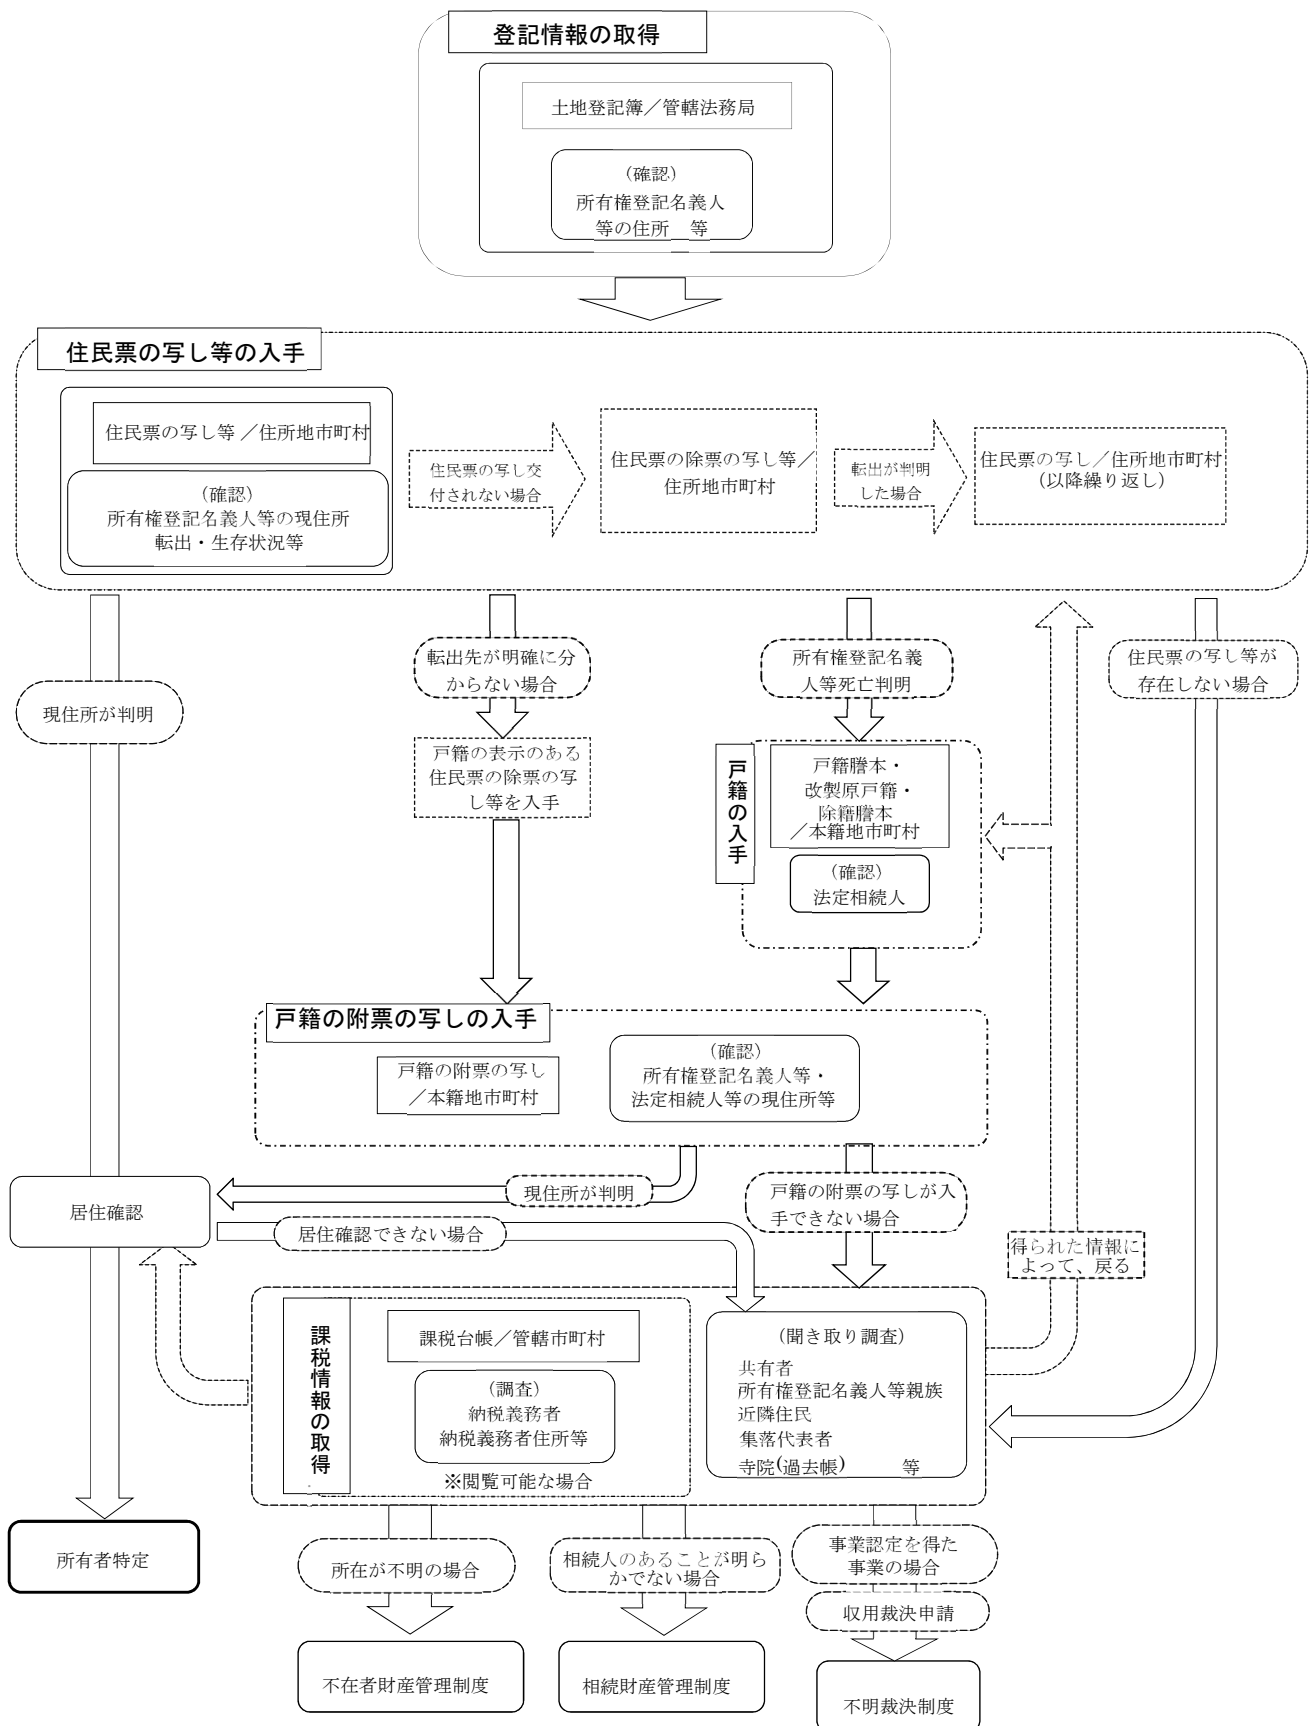 登記情報の取得
土地登記簿／管轄法務局
（確認）
所有権登記名義人
等の住所　等
住民票の写し等の入手
住民票の写し等／住所地市町村
（確認）
所有権登記名義人等の現住所
転出・生存状況等
住民票の写し交
付されない場合
住民票の除票の写し等／
住所地市町村
転出が判明
した場合
住民票の写し／住所地市町村
（以降繰り返し）
現住所が判明
転出先が明確に分
からない場合
所有権登記名義
人等死亡判明
住民票の写し等が
存在しない場合
戸籍の表示のある
住民票の除票の写
し等を入手
戸籍の入手
戸籍謄本・
改製原戸籍・
除籍謄本
／本籍地市町村
（確認）
法定相続人
戸籍の附票の写しの入手
戸籍の附票の写し
／本籍地市町村
（確認）
所有権登記名義人等・
法定相続人等の現住所等
居住確認
現住所が判明
戸籍の附票の写しが入
手できない場合
居住確認できない場合
得られた情報に
よって、戻る
課税情報の取得
課税台帳／管轄市町村
（調査）
納税義務者
納税義務者住所等
※閲覧可能な場合
（聞き取り調査）
共有者
所有権登記名義人等親族
近隣住民
集落代表者
寺院(過去帳)　　　等
所有者特定
所在が不明の場合
相続人のあることが明ら
かでない場合
事業認定を得た
事業の場合
収用裁決申請
不在者財産管理制度
相続財産管理制度
不明裁決制度